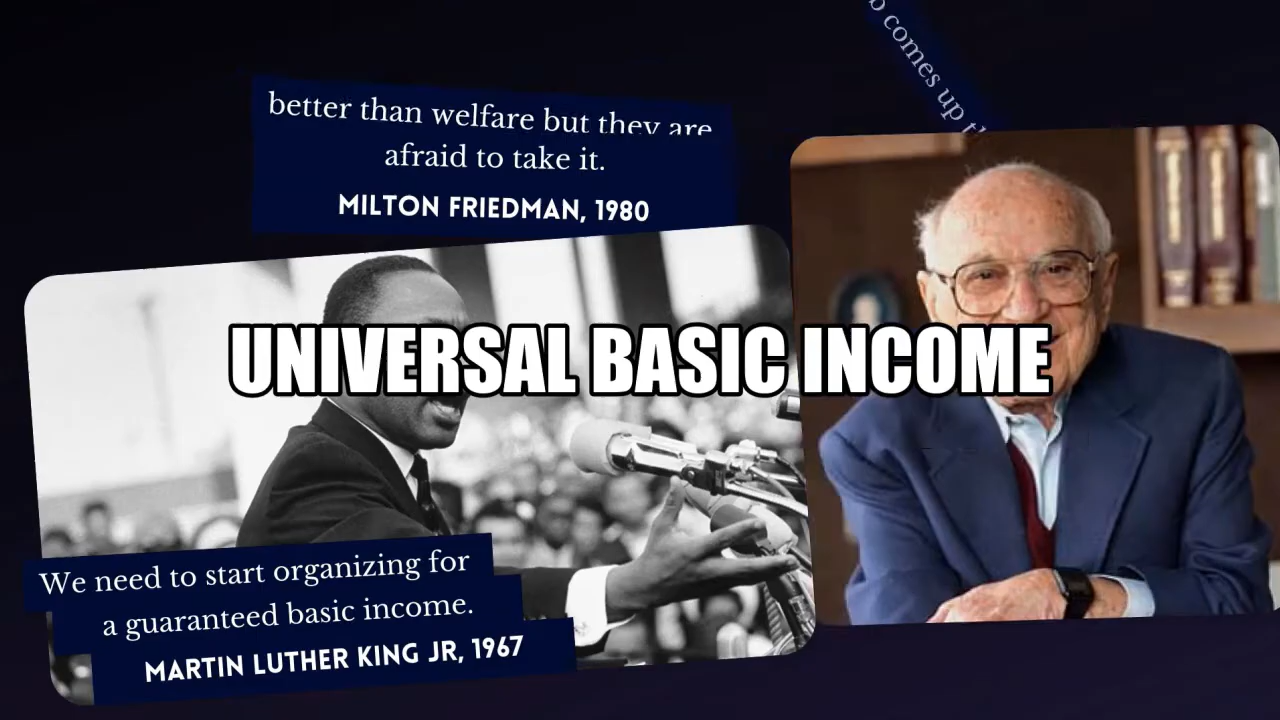 comes up
better than welfare but they are
afraid to take it.
MILTON FRIEDMAN, 1980
UNIVERSAL BASIC INCOME
We need to start organizing for
a guaranteed basic income.
MARTIN LUTHER KING JR, 1967